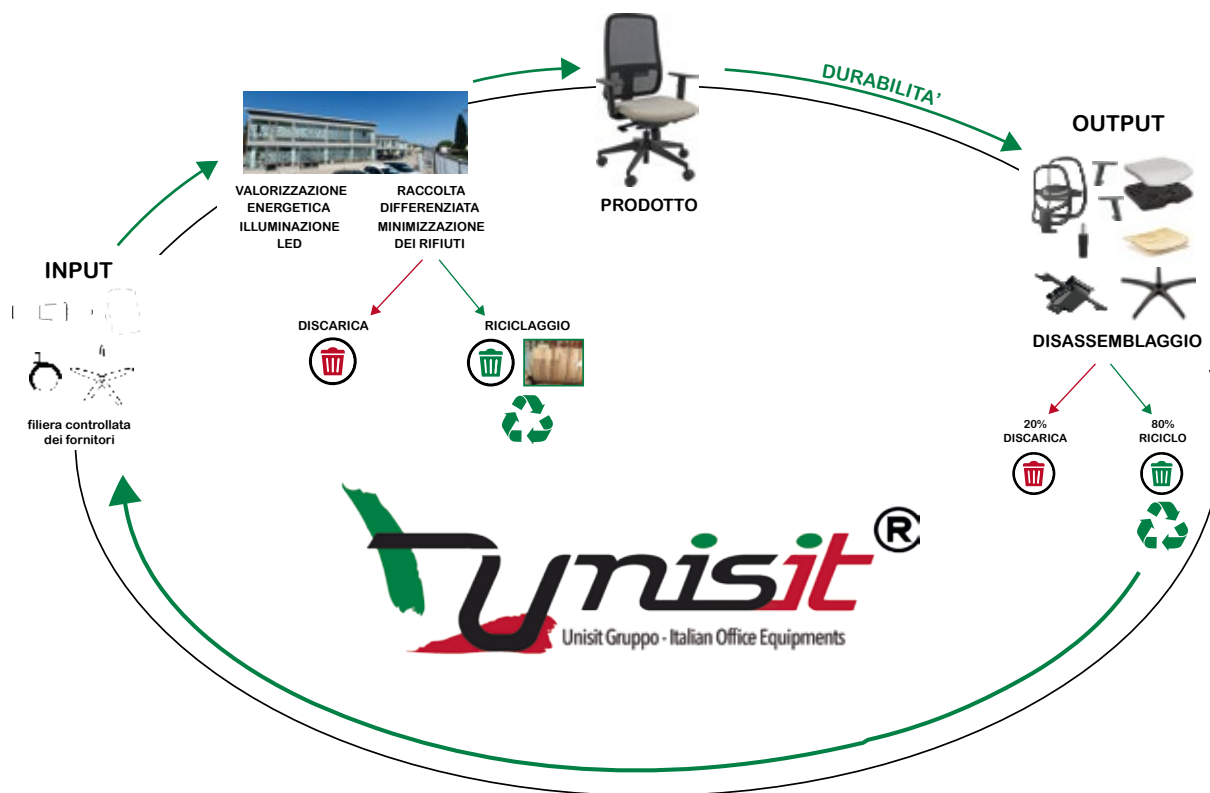 INPUT
filiera controllata
dei fornitori
VALORIZZAZIONE
ENERGETICA
ILLUMINAZIONE
LED
RACCOLTA
DIFFERENZIATA
MINIMIZZAZIONE
DEI RIFIUTI
DISCARICA
RICICLAGGIO
PRODOTTO
DURABILITA'
OUTPUT
DISASSEMBLAGGIO
20%
DISCARICA
80%
RICICLO
Unisit ®
Unisit Gruppo - Italian Office Equipments